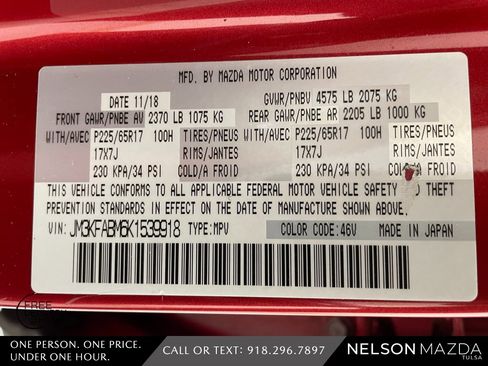 MFD. BY MAZDA MOTOR CORPORATION
DATE 11/18 GVWR/PNBV 4575 LB 2075 KG
FRONT GAWR/PNBE AV 2370 LB 1075 KG REAR GAWR/PNBE AR 2205 LB 1000 KG
WITH/AVEC P225/65R17 100H TIRES/PNEUS WITH/AVEC P225/65R17 100H TIRES/PNEUS
17X7J RIMS/JANTES 17X7J RIMS/JANTES
230 KPA/34 PSI COLD/A FROID 230 KPA/34 PSI COLD/A FROID
THIS VEHICLE CONFORMS TO ALL APPLICABLE FEDERAL MOTOR VEHICLE SAFETY
PREVENTION STANDARDS IN EFFECT ON THE DATE OF MANUFACTURE SHOWN ABOVE.
VIN: JM3KFABM6K1539918 TYPE:MPV COLOR CODE:46V MADE IN JAPAN
FREE
ONE PERSON. ONE PRICE.
UNDER ONE HOUR.
CALL OR TEXT: 918.296.7897
NELSON MAZDA
TULSA